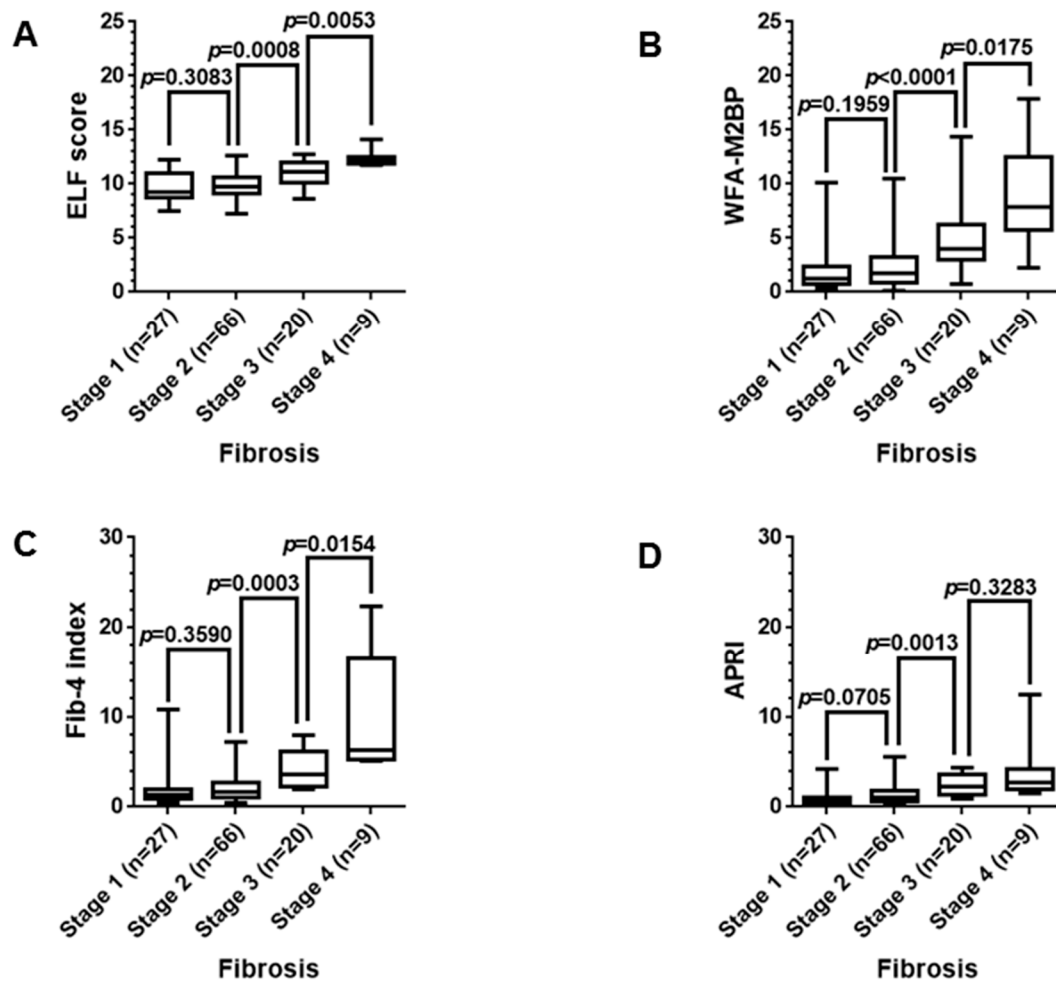 A
ELF score
25
20
15
10
5
0
p=0.3083
p=0.0008
p=0.0053
Stage 1 (n=27)
Stage 2 (n=66)
Stage 3 (n=20)
Stage 4 (n=9)
Fibrosis
B
WFA-M2BP
25
20
15
10
5
0
p=0.1959
p<0.0001
p=0.0175
Stage 1 (n=27)
Stage 2 (n=66)
Stage 3 (n=20)
Stage 4 (n=9)
Fibrosis
C
Fib-4 index
30
20
10
0
p=0.3590
p=0.0003
p=0.0154
Stage 1 (n=27)
Stage 2 (n=66)
Stage 3 (n=20)
Stage 4 (n=9)
Fibrosis
D
APRI
30
20
10
0
p=0.0705
p=0.0013
p=0.3283
Stage 1 (n=27)
Stage 2 (n=66)
Stage 3 (n=20)
Stage 4 (n=9)
Fibrosis